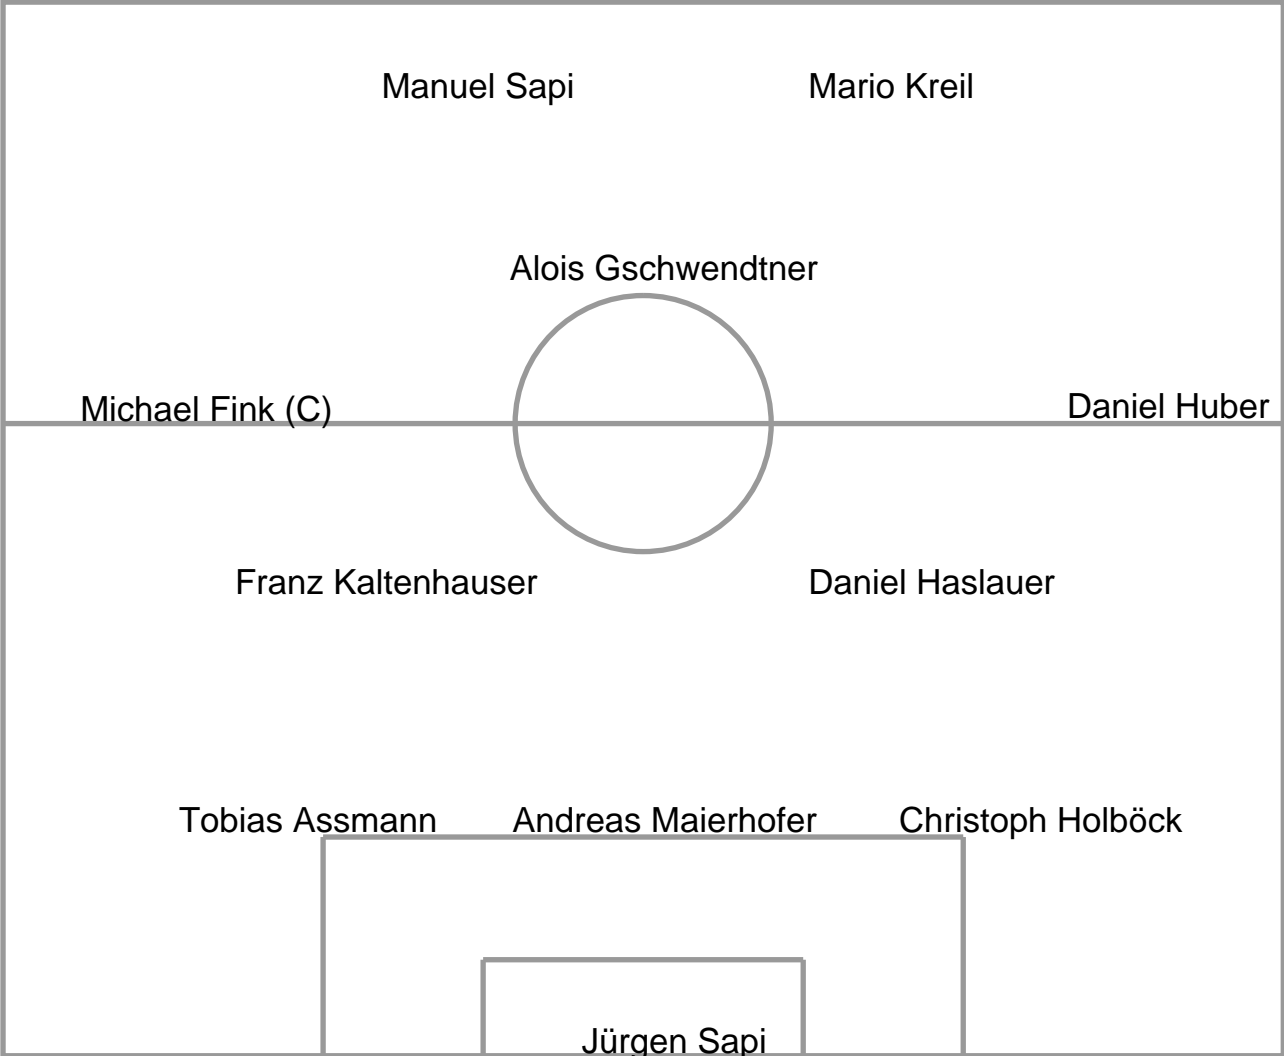 Manuel Sapi Mario Kreil
Alois Gschwendtner
Michael Fink (C) Daniel Huber
Franz Kaltenhauser Daniel Haslauer
Tobias Assmann Andreas Maierhofer Christoph Holböck
Jürgen Sapi